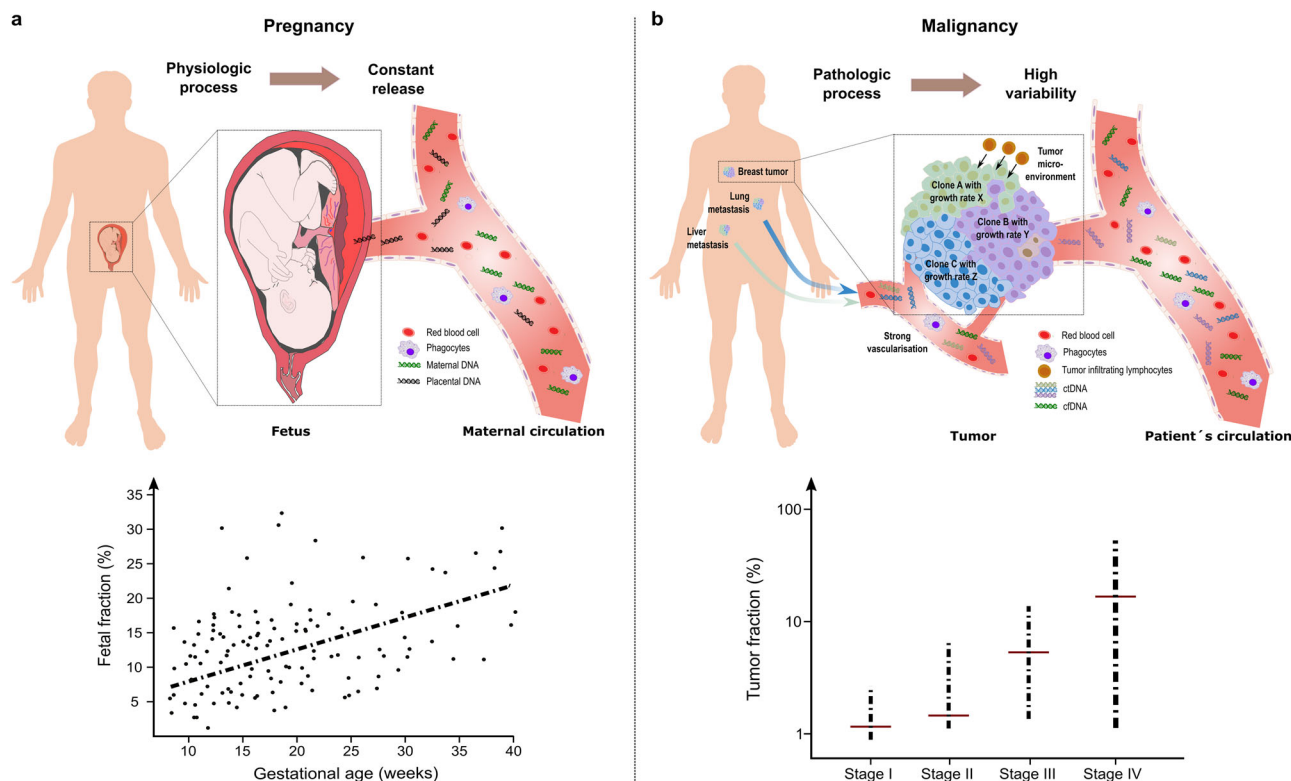 a
Pregnancy
Physiologic
process
Constant
release
Red blood cell
Phagocytes
Maternal DNA
Placental DNA
Fetus
Maternal circulation
35
30
25
20
15
10
5
Fetal fraction (%)
10
15
20
25
30
35
40
Gestational age (weeks)
b
Malignancy
Pathologic
process
High
variability
Breast tumor
Lung
metastasis
Liver
metastasis
Tumor
micro-
environment
Clone A with
growth rate X
Clone B with
growth rate Y
Clone C with
growth rate Z
Strong
vascularisation
Red blood cell
Phagocytes
Tumor infiltrating lymphocytes
ctDNA
cfDNA
Tumor
Patient´s circulation
100
10
1
Tumor fraction (%)
Stage I
Stage II
Stage III
Stage IV